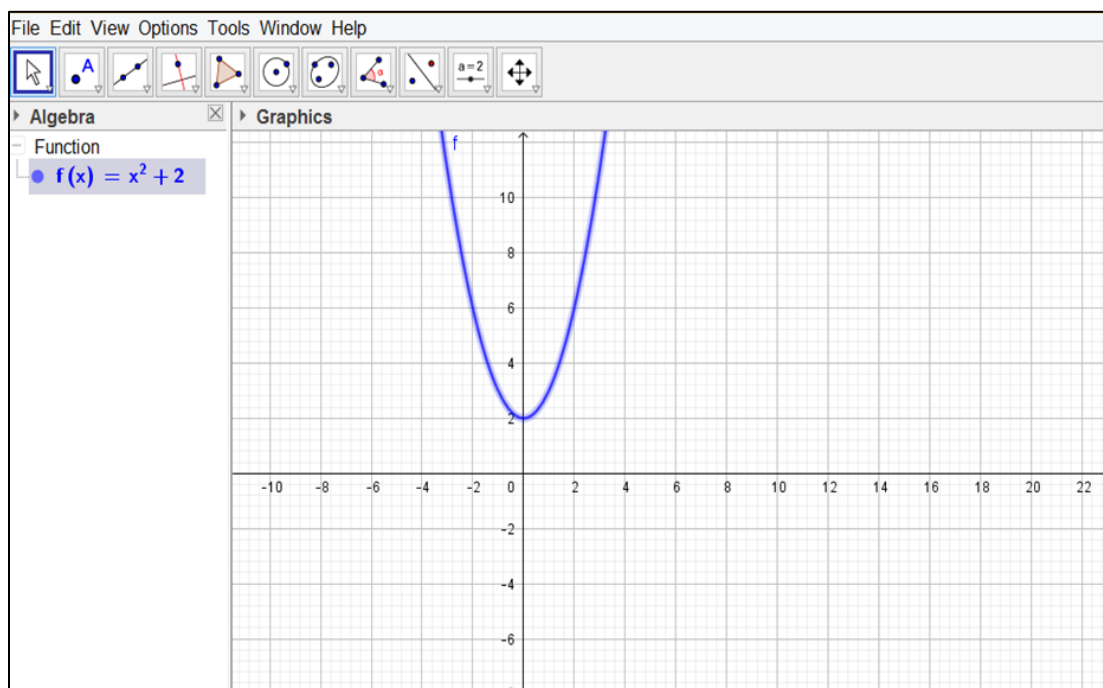 File Edit View Options Tools Window Help
A α a=2
Algebra
Graphics
Function
f(x) = x² + 2
f
10
8
6
4
2
-10 -8 -6 -4 -2 0 2 4 6 8 10 12 14 16 18 20 22
-2
-4
-6